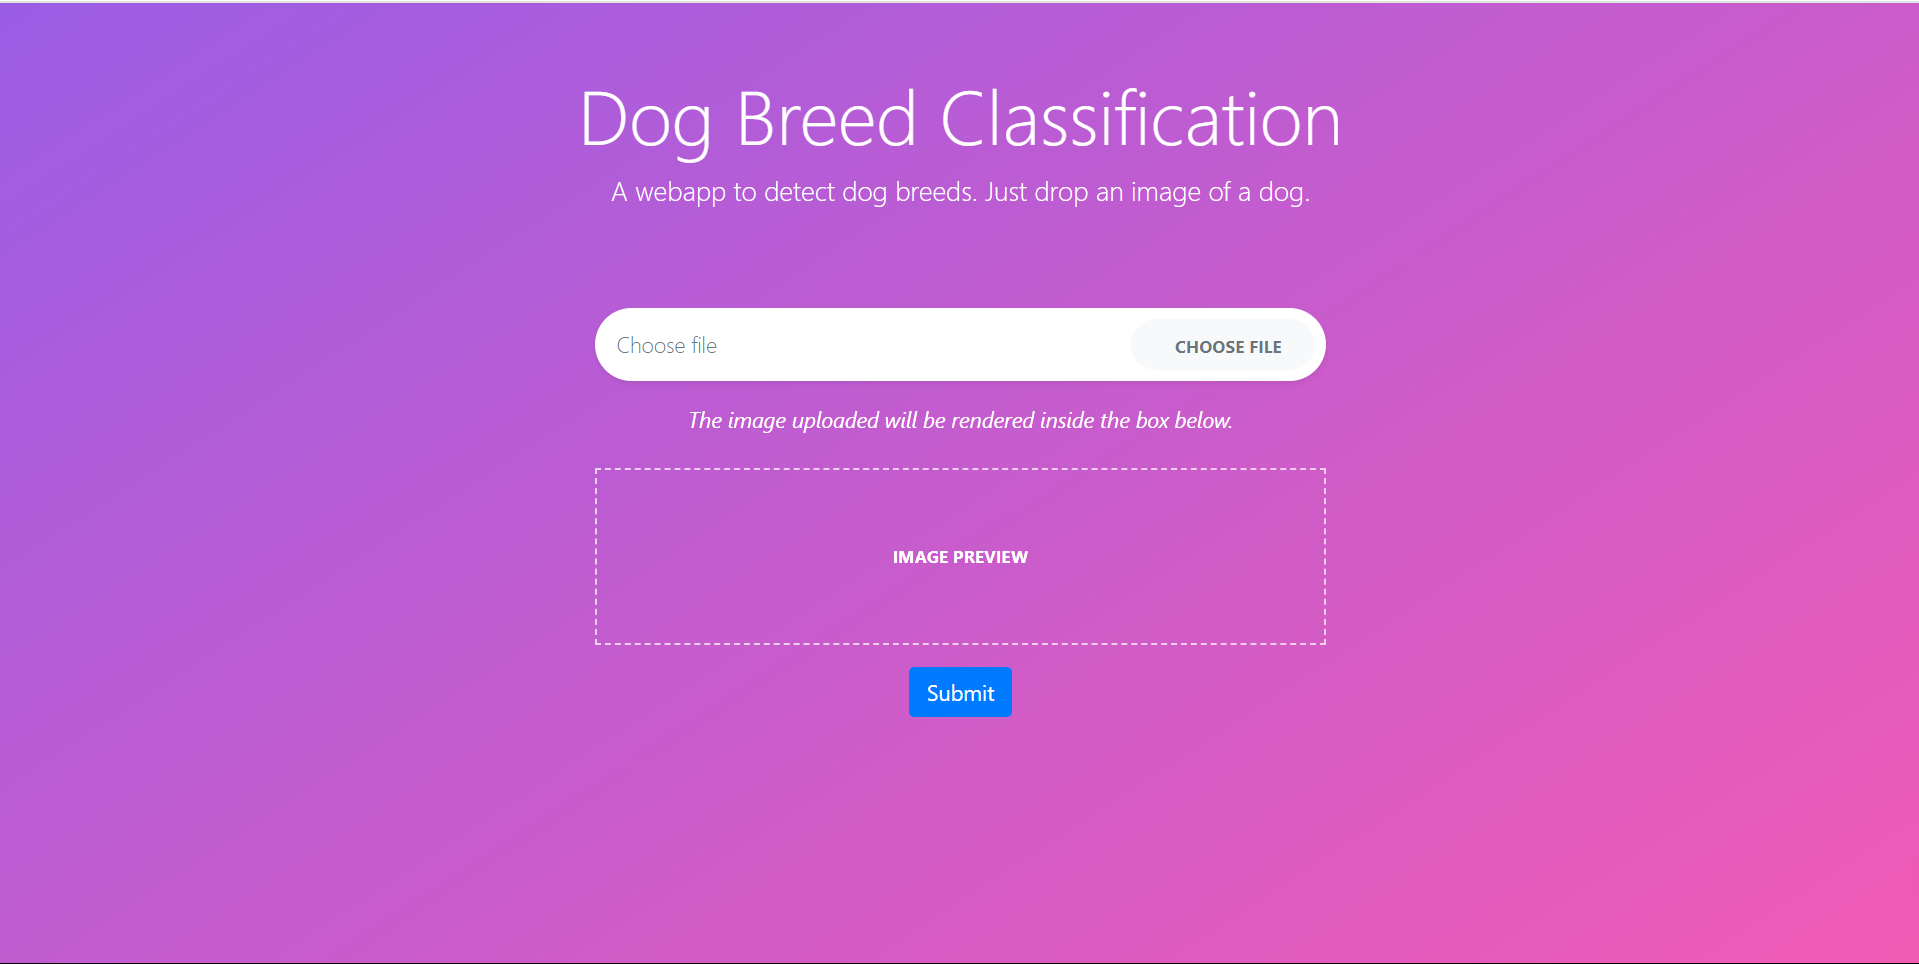 Dog Breed Classification
A webapp to detect dog breeds. Just drop an image of a dog.
Choose file
CHOOSE FILE
The image uploaded will be rendered inside the box below.
IMAGE PREVIEW
Submit